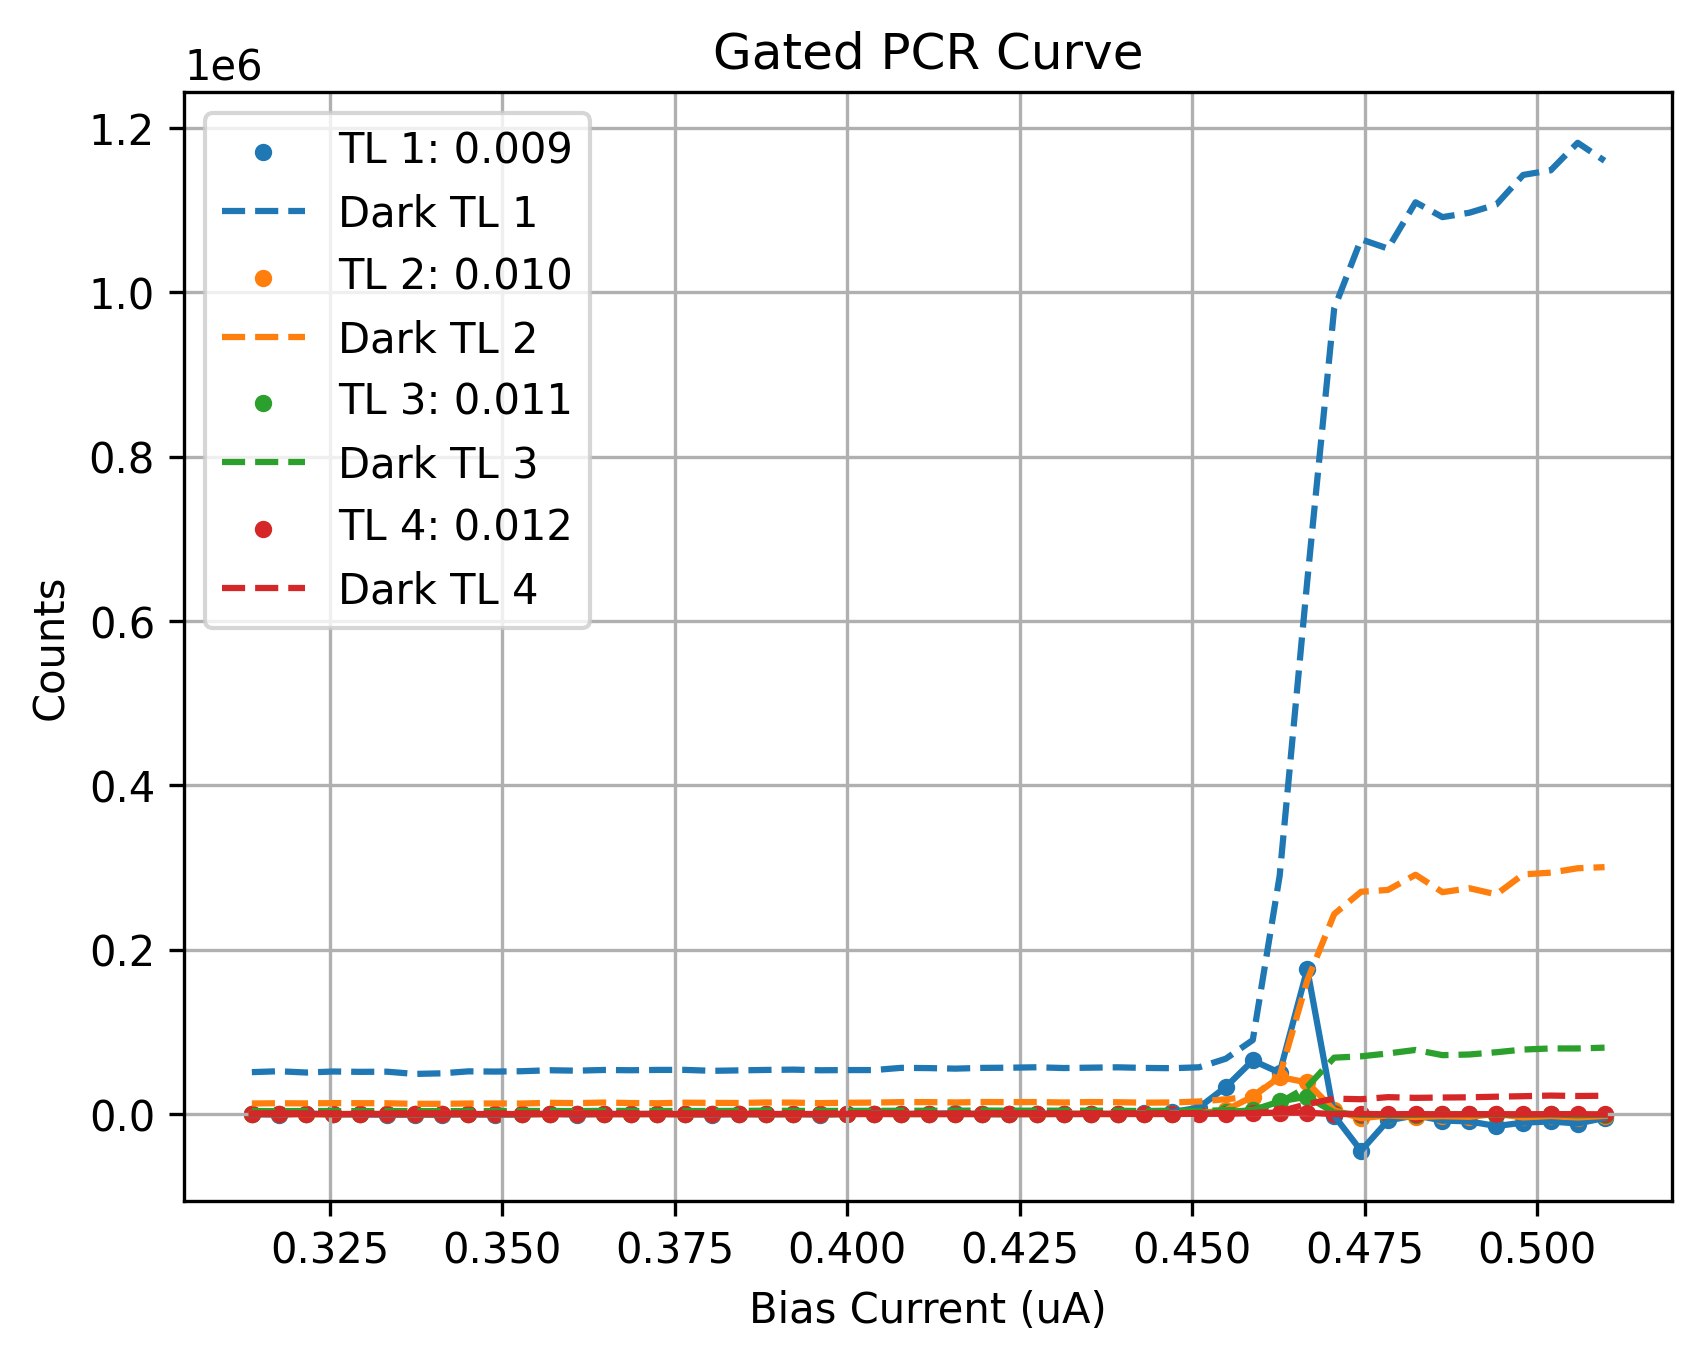 Gated PCR Curve
1e6
1.2
1.0
0.8
0.6
0.4
0.2
0.0
Counts
TL 1: 0.009
Dark TL 1
TL 2: 0.010
Dark TL 2
TL 3: 0.011
Dark TL 3
TL 4: 0.012
Dark TL 4
0.325 0.350 0.375 0.400 0.425 0.450 0.475 0.500
Bias Current (uA)